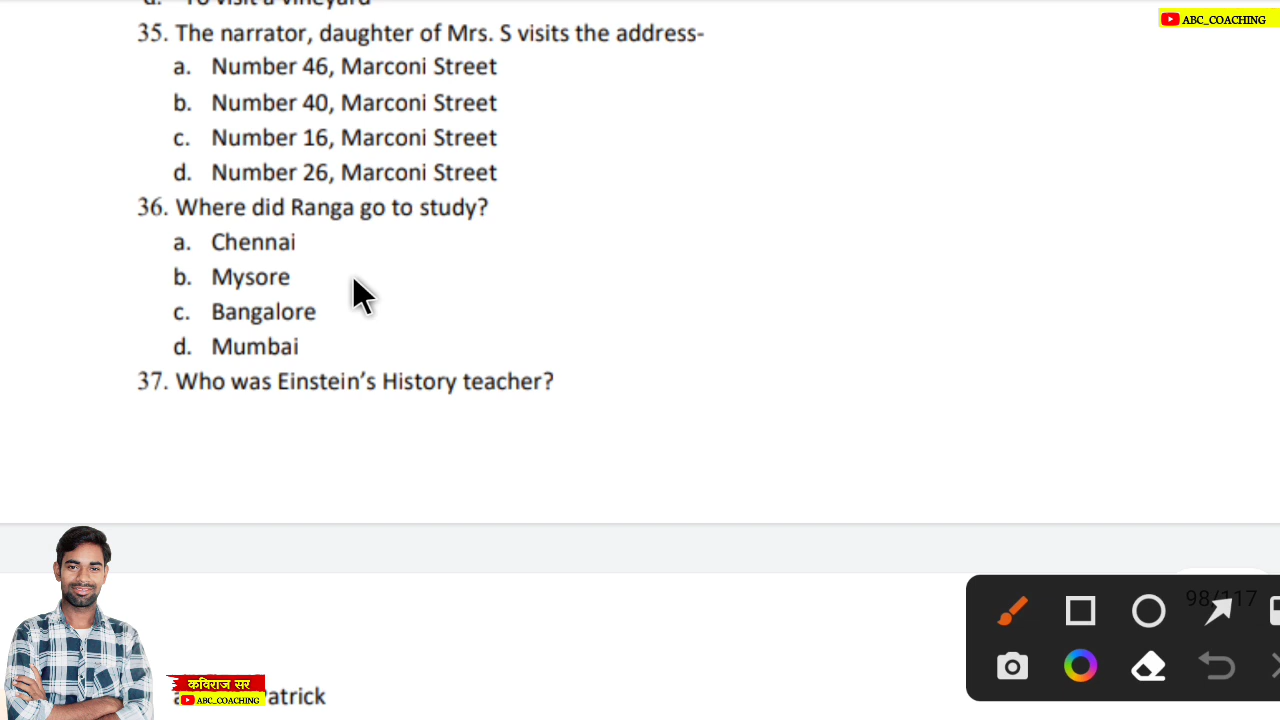 d. To visit a vineyard
ABC_COACHING
35. The narrator, daughter of Mrs. S visits the address-
a. Number 46, Marconi Street
b. Number 40, Marconi Street
c. Number 16, Marconi Street
d. Number 26, Marconi Street
36. Where did Ranga go to study?
a. Chennai
b. Mysore
c. Bangalore
d. Mumbai
37. Who was Einstein’s History teacher?
98/117
कविराज सर
ABC_COACHING
atrick